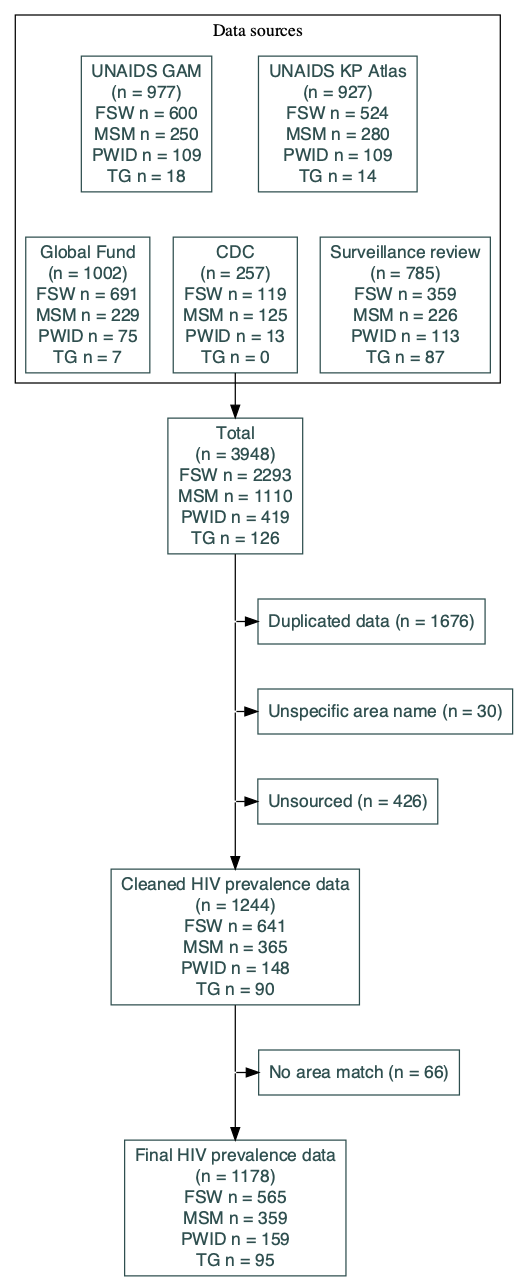 Data sources
UNAIDS GAM
(n = 977)
FSW n = 600
MSM n = 250
PWID n = 109
TG n = 18
UNAIDS KP Atlas
(n = 927)
FSW n = 524
MSM n = 280
PWID n = 109
TG n = 14
Global Fund
(n = 1002)
FSW n = 691
MSM n = 229
PWID n = 75
TG n = 7
CDC
(n = 257)
FSW n = 119
MSM n = 125
PWID n = 13
TG n = 0
Surveillance review
(n = 785)
FSW n = 359
MSM n = 226
PWID n = 113
TG n = 87
Total
(n = 3948)
FSW n = 2293
MSM n = 1110
PWID n = 419
TG n = 126
Duplicated data (n = 1676)
Unspecific area name (n = 30)
Unsourced (n = 426)
Cleaned HIV prevalence data
(n = 1244)
FSW n = 641
MSM n = 365
PWID n = 148
TG n = 90
No area match (n = 66)
Final HIV prevalence data
(n = 1178)
FSW n = 565
MSM n = 359
PWID n = 159
TG n = 95